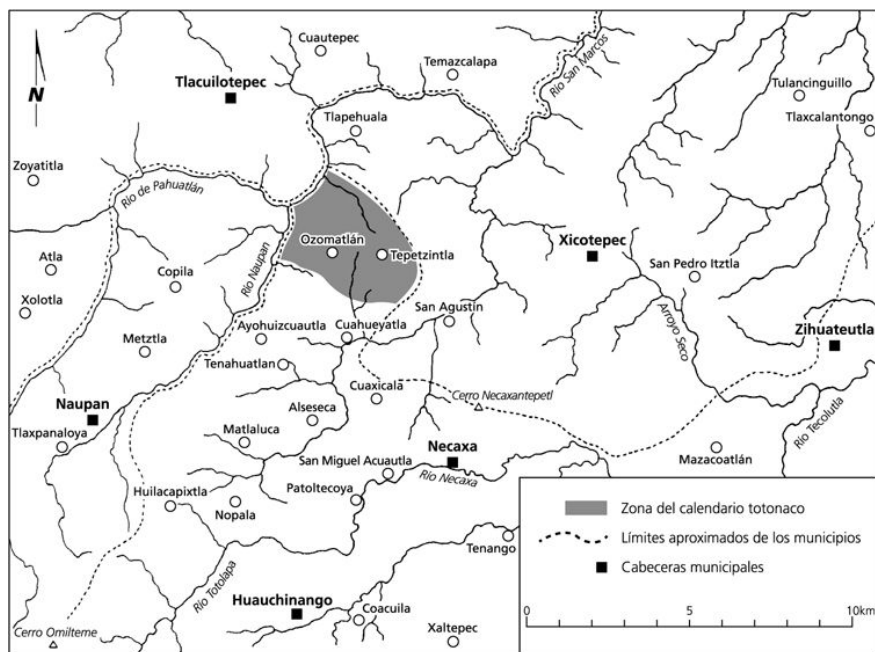 Cuautepec
Temazcalapa
Río San Marcos
Tulancinguillo
Tlacuilotepec
N
Tlapehuala
Tlaxcalantongo
Zoyatitla
Río de Pahuatlán
Ozomatlán
Tepetzintla
Xicotepec
Río Naupan
Atla
Copila
San Pedro Itztla
Xolotla
San Agustín
Arroyo Seco
Ayohuizcuautla
Cuahueyatla
Zihuateutla
Metztla
Tenahuatlan
Cuaxicala
Cerro Necaxantepetl
Naupan
Alseseca
Tlaxpanaloya
Matlaluca
Necaxa
Río Tecolutla
Mazacoatlán
San Miguel Acuautla
Río Necaxa
Huilacapixtla
Patoltecoya
Nopala
Zona del calendario totonaco
Límites aproximados de los municipios
Cabeceras municipales
Tenango
Río Totolapa
Huauchinango
Coacuila
0 5 10km
Cerro Omilteme
Xaltepec